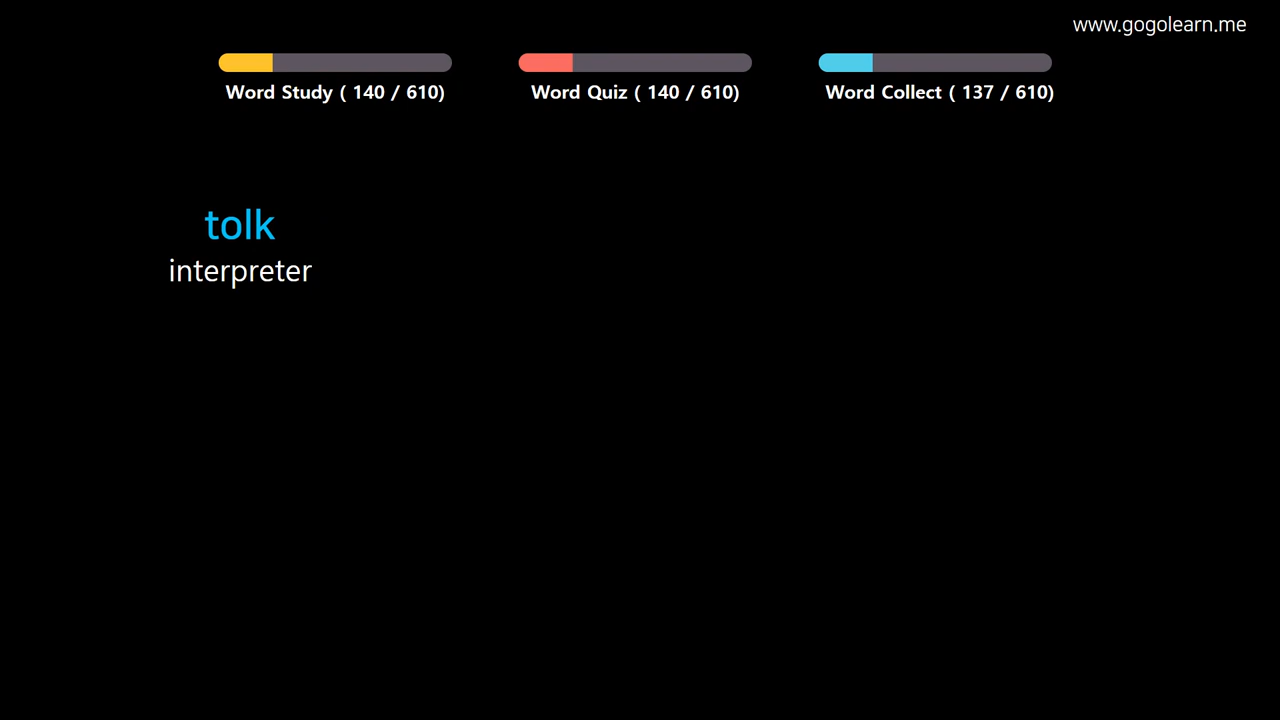 www.gogolearn.me
Word Study ( 140 / 610)
Word Quiz ( 140 / 610)
Word Collect ( 137 / 610)
tolk
interpreter